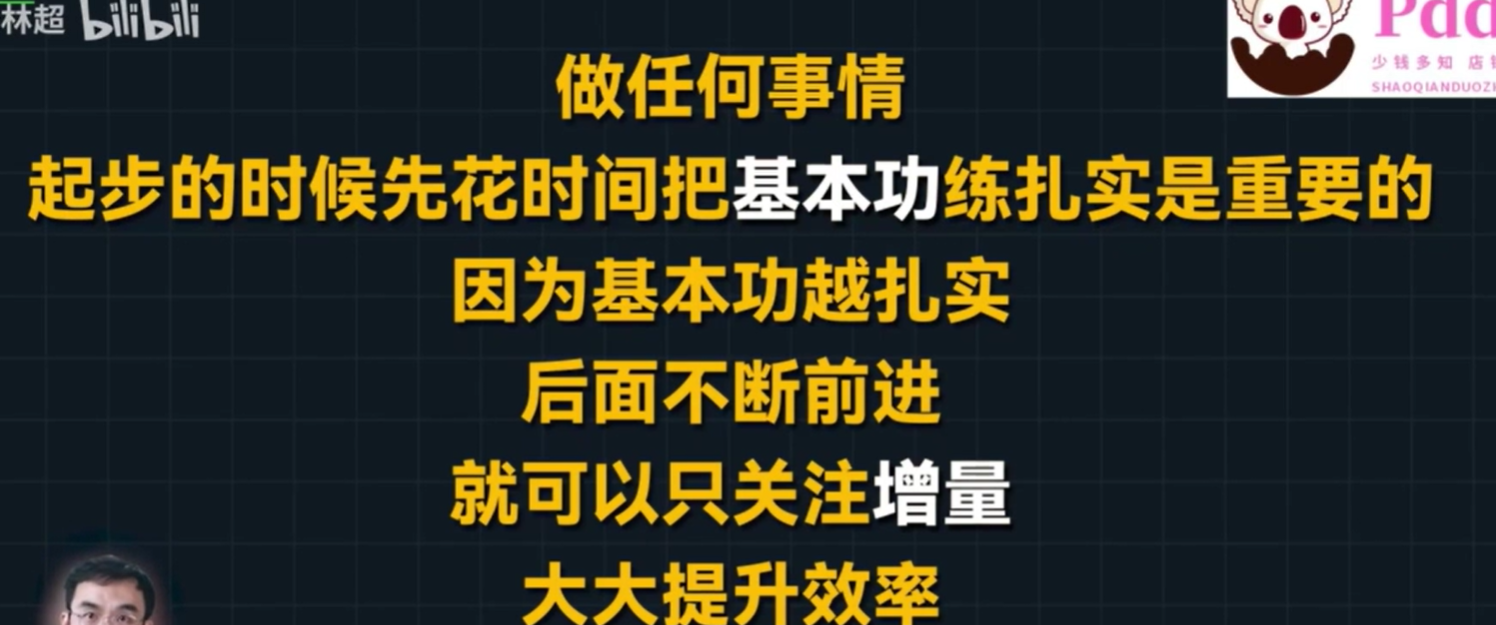 林超 bilibili
Pdd
少钱多知 店
SHAOQIANDUOZH
做任何事情
起步的时候先花时间把基本功练扎实是重要的
因为基本功越扎实
后面不断前进
就可以只关注增量
大大提升效率